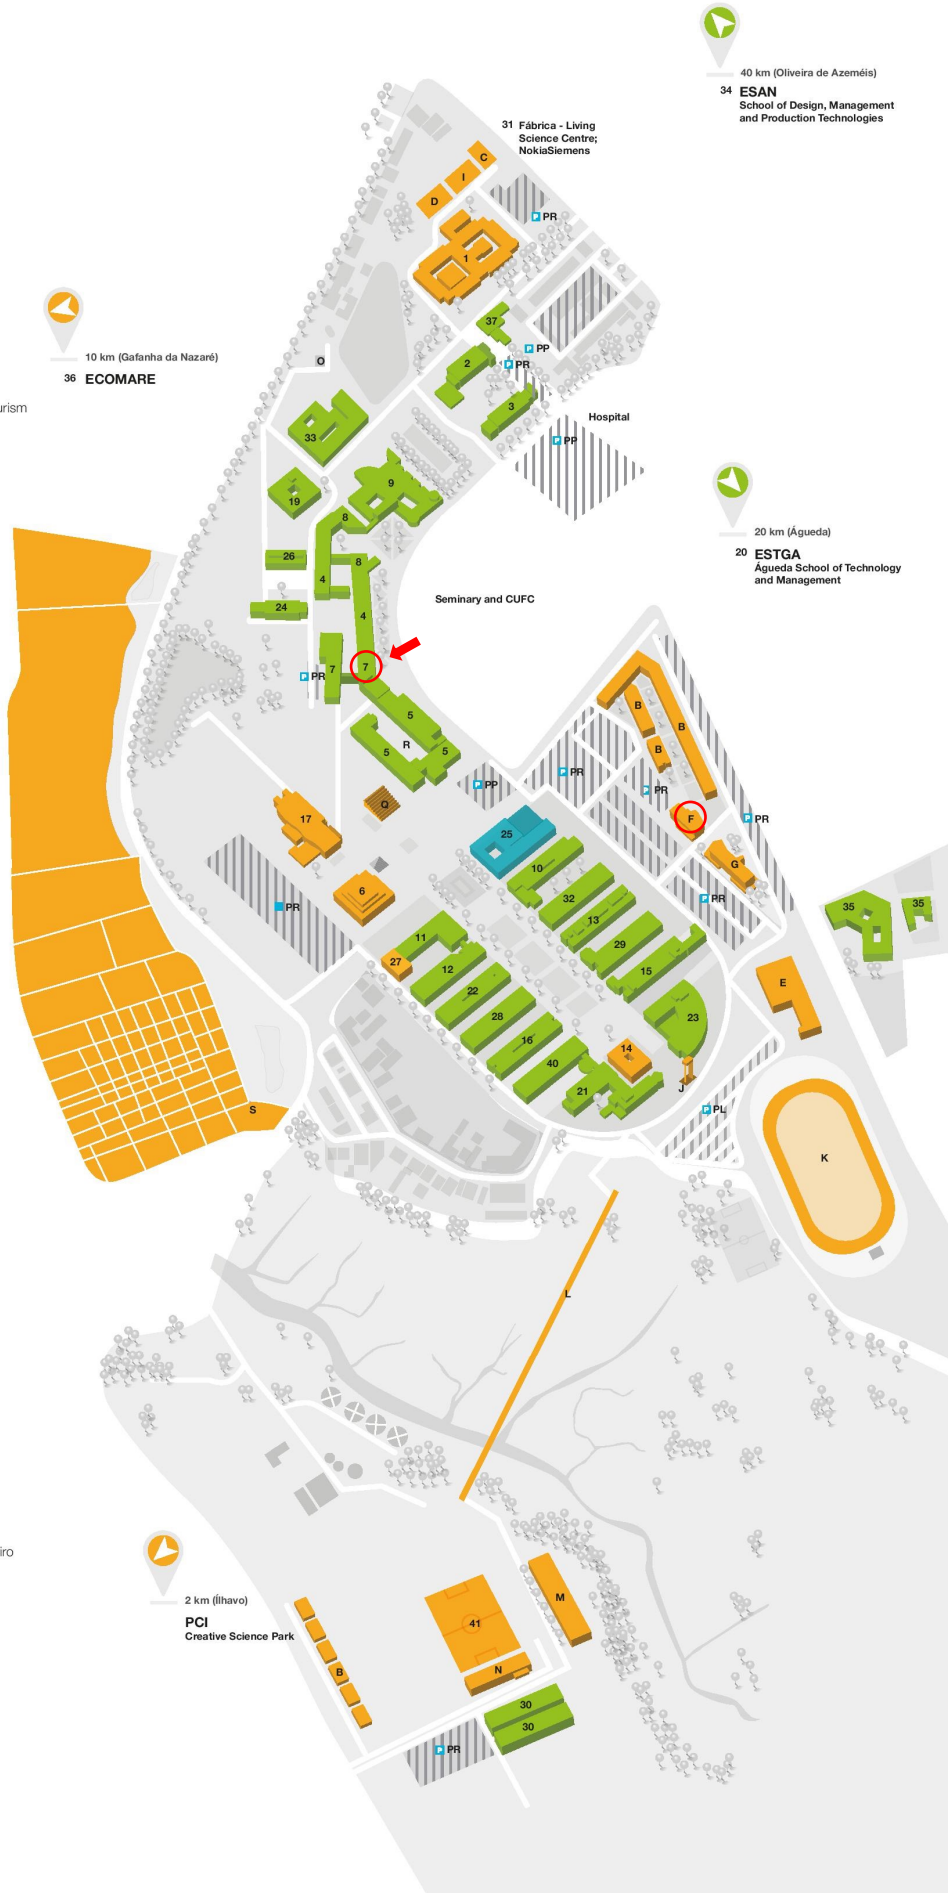 40 km (Oliveira de Azeméis)
34 ESAN
School of Design, Management
and Production Technologies
31 Fábrica - Living
Science Centre;
NokiaSiemens
C
I
D
PR
1
37
PP
10 km (Gafanha da Nazaré)
36 ECOMARE
O
2
PR
urism
3
Hospital
33
PP
9
19
8
20 km (Águeda)
20 ESTGA
Águeda School of Technology
and Management
26
8
4
Seminary and CUFC
24
4
7
7
PR
B
B
5
R
B
5
5
PR
PP
PR
Q
17
F
PR
25
G
10
6
32
PR
PR
35
35
13
11
29
27
12
15
E
22
28
23
16
14
40
J
21
S
PL
K
L
iro
2 km (Ílhavo)
PCI
Creative Science Park
M
41
B
N
30
30
PR